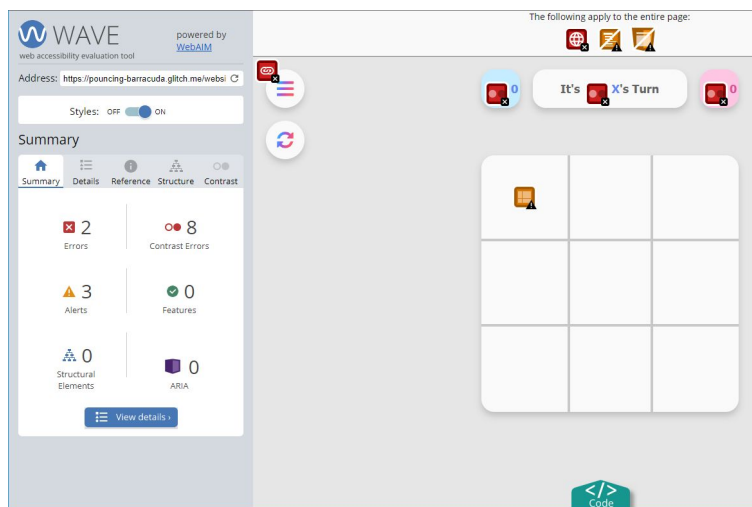 WAVE
web accessibility evaluation tool
powered by
WebAIM
Address: https://pouncing-barracuda.glitch.me/websi
Styles: OFF ON
Summary
Summary Details Reference Structure Contrast
2
Errors
8
Contrast Errors
3
Alerts
0
Features
0
Structural
Elements
0
ARIA
View details ›
The following apply to the entire page:
0
It's X's Turn
0
</>
Code